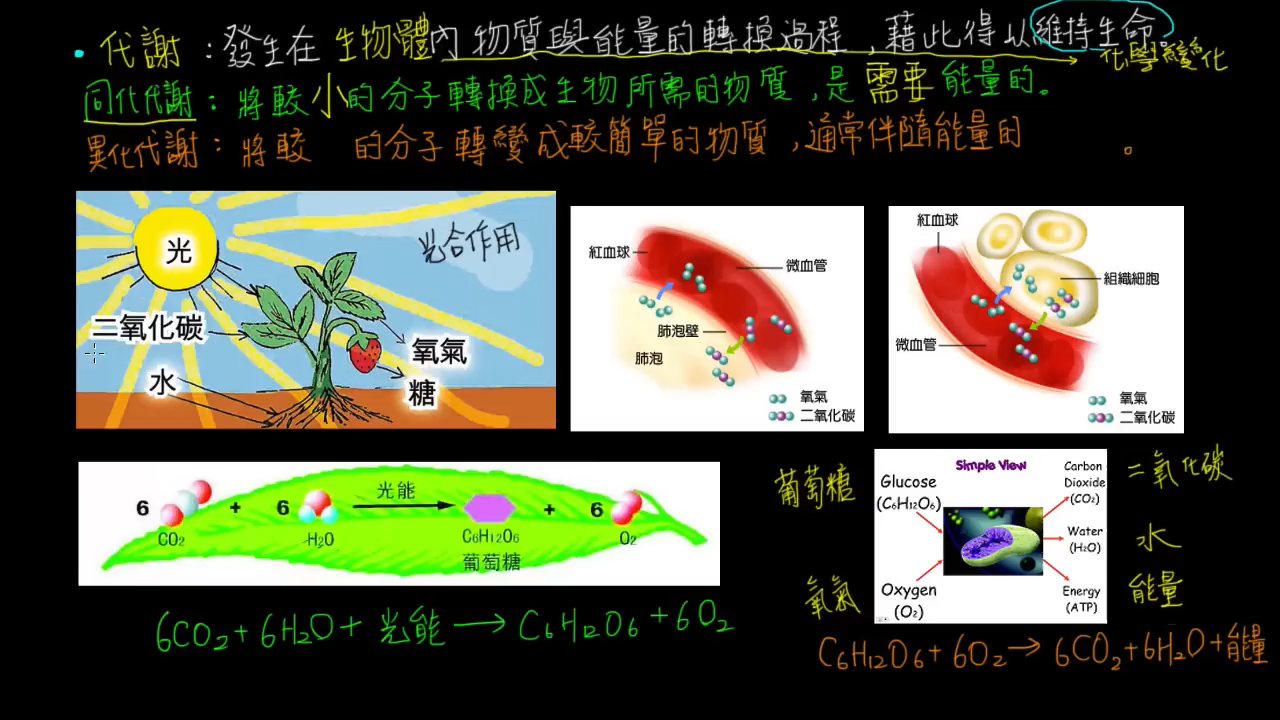 • 代謝：發生在生物體內物質與能量的轉換過程，藉此得以維持生命。
化學變化
同化代謝：將較小的分子轉換成生物所需的物質，是需要能量的。
異化代謝：將較 的分子轉變成較簡單的物質，通常伴隨能量的 。
光
光合作用
二氧化碳
水
氧氣
糖
紅血球
微血管
肺泡壁
肺泡
氧氣
二氧化碳
紅血球
組織細胞
微血管
氧氣
二氧化碳
6 CO2 + 6 H2O 光能 C6H12O6 + 6 O2
葡萄糖
6CO2+6H2O+光能→C6H12O6+6O2
葡萄糖
氧氣
Simple View
Glucose
(C6H12O6)
Oxygen
(O2)
Carbon
Dioxide
(CO2)
Water
(H2O)
Energy
(ATP)
二氧化碳
水
能量
C6H12O6+6O2→6CO2+6H2O+能量